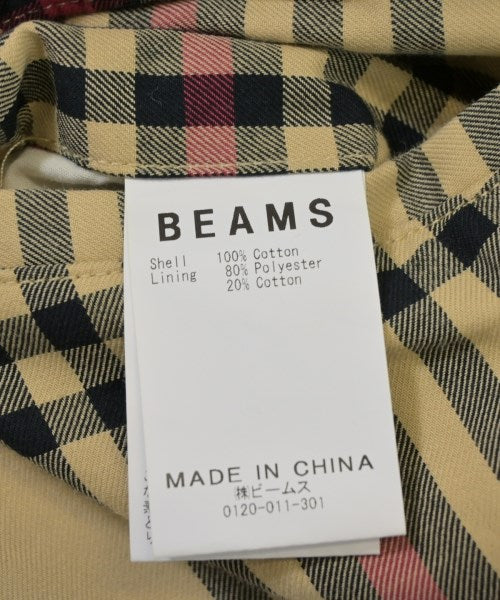 BEAMS
Shell 100% Cotton
Lining 80% Polyester
20% Cotton
MADE IN CHINA
㈱ビームス
0120-011-301